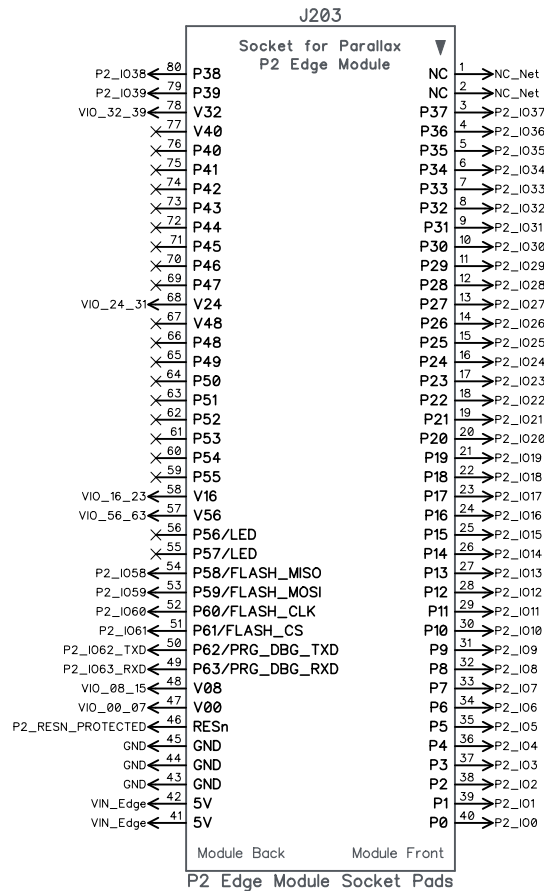 J203
Socket for Parallax
P2 Edge Module
P2_IO38 80 P38 NC 1 NC_Net
P2_IO39 79 P39 NC 2 NC_Net
VIO_32_39 78 V32 P37 3 P2_IO37
77 V40 P36 4 P2_IO36
76 P40 P35 5 P2_IO35
75 P41 P34 6 P2_IO34
74 P42 P33 7 P2_IO33
73 P43 P32 8 P2_IO32
72 P44 P31 9 P2_IO31
71 P45 P30 10 P2_IO30
70 P46 P29 11 P2_IO29
69 P47 P28 12 P2_IO28
VIO_24_31 68 V24 P27 13 P2_IO27
67 V48 P26 14 P2_IO26
66 P48 P25 15 P2_IO25
65 P49 P24 16 P2_IO24
64 P50 P23 17 P2_IO23
63 P51 P22 18 P2_IO22
62 P52 P21 19 P2_IO21
61 P53 P20 20 P2_IO20
60 P54 P19 21 P2_IO19
59 P55 P18 22 P2_IO18
VIO_16_23 58 V16 P17 23 P2_IO17
VIO_56_63 57 V56 P16 24 P2_IO16
56 P56/LED P15 25 P2_IO15
55 P57/LED P14 26 P2_IO14
P2_IO58 54 P58/FLASH_MISO P13 27 P2_IO13
P2_IO59 53 P59/FLASH_MOSI P12 28 P2_IO12
P2_IO60 52 P60/FLASH_CLK P11 29 P2_IO11
P2_IO61 51 P61/FLASH_CS P10 30 P2_IO10
P2_IO62_TXD 50 P62/PRG_DBG_TXD P9 31 P2_IO9
P2_IO63_RXD 49 P63/PRG_DBG_RXD P8 32 P2_IO8
VIO_08_15 48 V08 P7 33 P2_IO7
VIO_00_07 47 V00 P6 34 P2_IO6
P2_RESN_PROTECTED 46 RESn P5 35 P2_IO5
GND 45 GND P4 36 P2_IO4
GND 44 GND P3 37 P2_IO3
GND 43 GND P2 38 P2_IO2
VIN_Edge 42 5V P1 39 P2_IO1
VIN_Edge 41 5V P0 40 P2_IO0
Module Back Module Front
P2 Edge Module Socket Pads